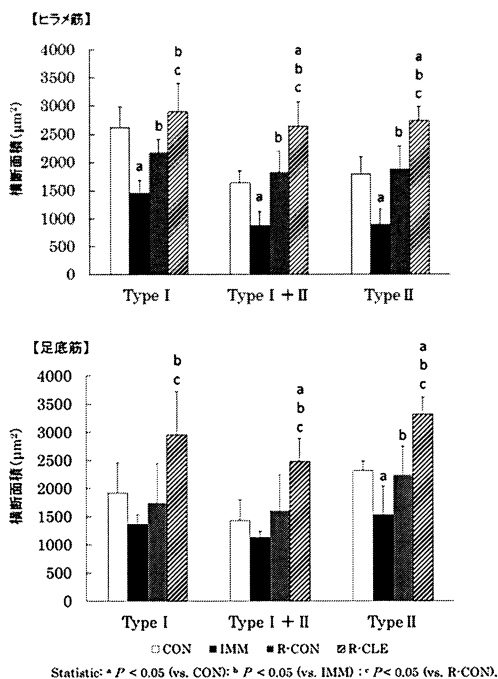 【ヒラメ筋】
b
c
a
b
c
a
b
c
a
b
a
b
a
b
4000
3500
3000
2500
2000
1500
1000
500
0
横断面積(μm²)
Type I
Type I + II
Type II
【足底筋】
b
c
a
b
c
a
b
c
a
b
4000
3500
3000
2500
2000
1500
1000
500
0
横断面積(μm²)
Type I
Type I + II
Type II
CON IMM R-CON R-CLE
Statistic: a P < 0.05 (vs. CON); b P < 0.05 (vs. IMM) ; c P < 0.05 (vs. R-CON).